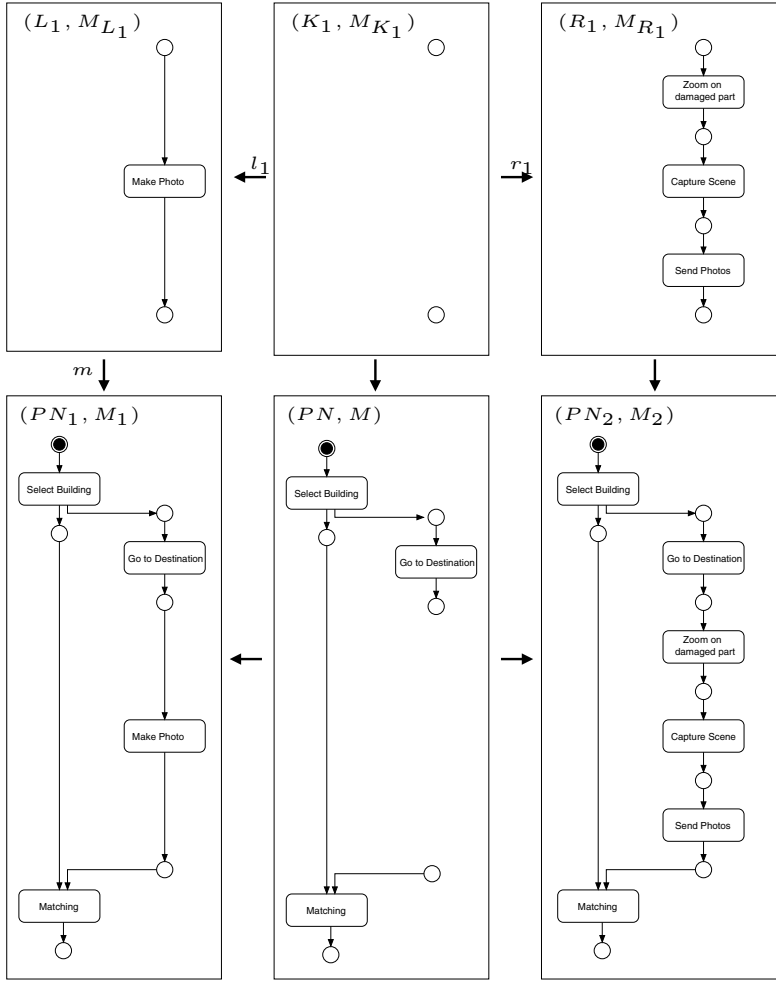 (L1, ML1)
Make Photo
l1
(K1, MK1)
r1
(R1, MR1)
Zoom on
damaged part
Capture Scene
Send Photos
m
(PN1, M1)
Select Building
Go to Destination
Make Photo
Matching
(PN, M)
Select Building
Go to Destination
Matching
(PN2, M2)
Select Building
Go to Destination
Zoom on
damaged part
Capture Scene
Send Photos
Matching